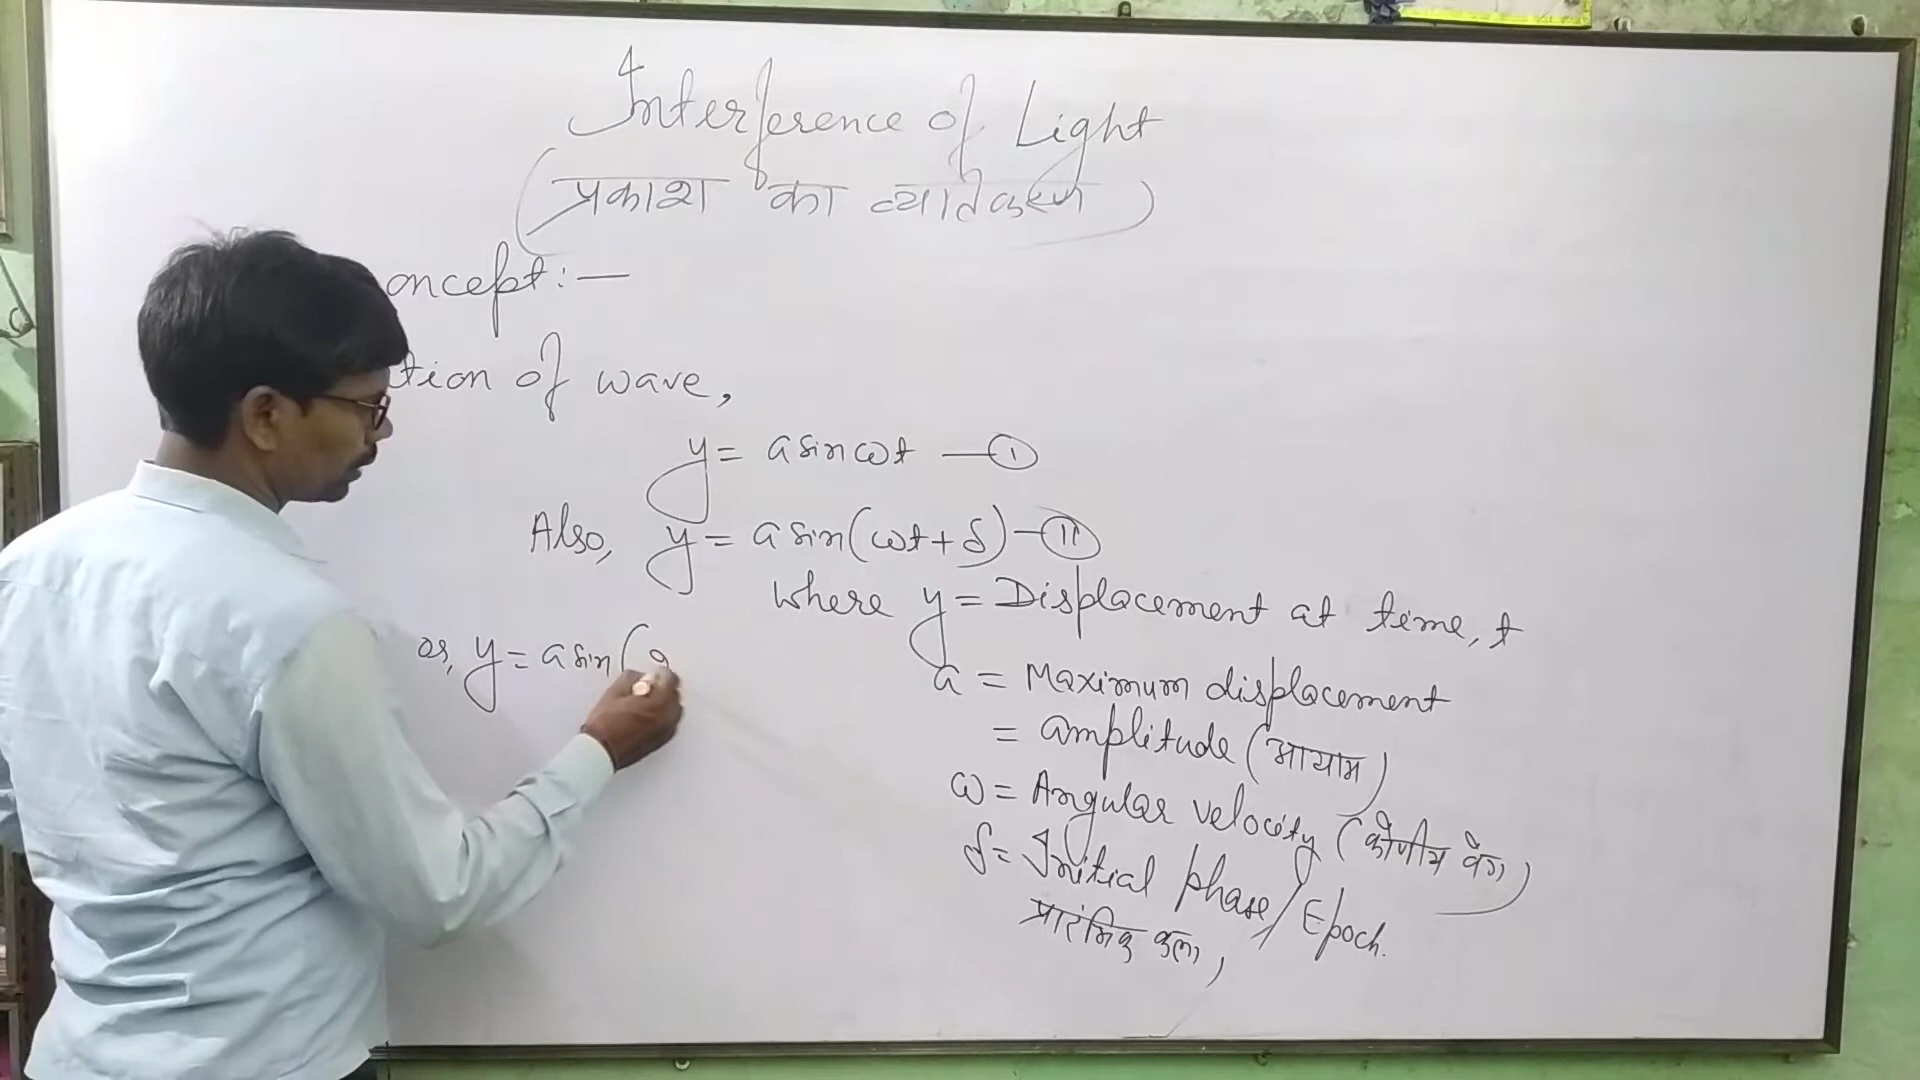 Interference of Light
(प्रकाश का व्यतिकरण)
oncept:—
tion of wave,
y = a sin ωt —①
Also, y = a sin(ωt + δ) —Ⅱ
where y = Displacement at time, t
or, y = a sin(
a = Maximum displacement
= amplitude (आयाम)
ω = Angular velocity (कोणीय वेग)
δ = Initial phase/Epoch.
प्रारंभिक कला,